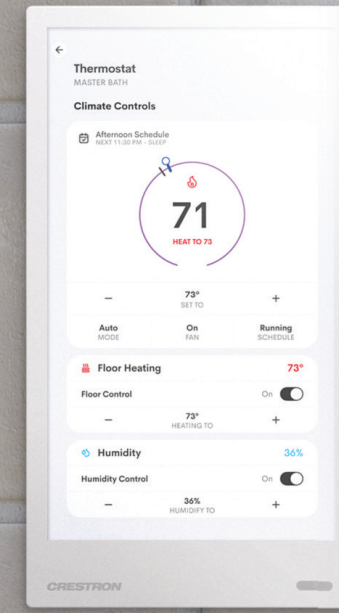 Thermostat
MASTER BATH
Climate Controls
Afternoon Schedule
NEXT 11:30 PM - SLEEP
71
HEAT TO 73
− 73° +
SET TO
Auto On Running
MODE FAN SCHEDULE
Floor Heating 73°
Floor Control On
− 73° +
HEATING TO
Humidity 36%
Humidity Control On
− 36% +
HUMIDIFY TO
CRESTRON